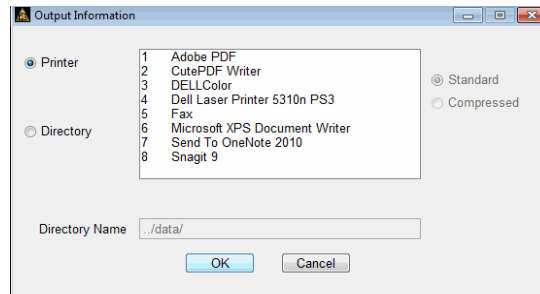 Output Information
Printer
1 Adobe PDF
2 CutePDF Writer
3 DELLColor
4 Dell Laser Printer 5310n PS3
5 Fax
6 Microsoft XPS Document Writer
7 Send To OneNote 2010
8 Snagit 9
Standard
Compressed
Directory
Directory Name ../data/
OK Cancel